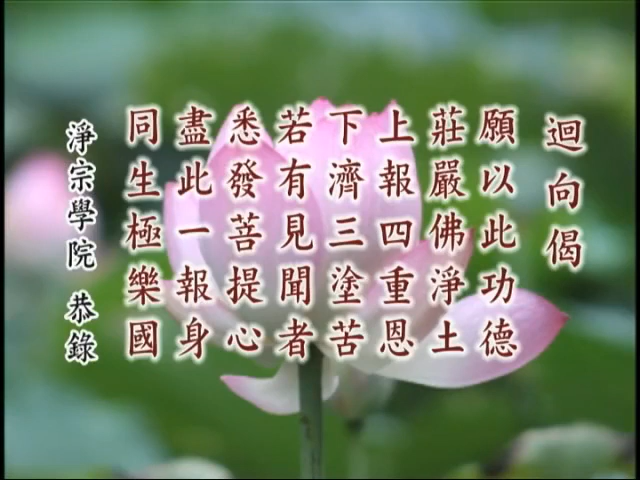 迴向偈
願以此功德
莊嚴佛淨土
上報四重恩
下濟三塗苦
若有見聞者
悉發菩提心
盡此一報身
同生極樂國
淨宗學院 恭錄